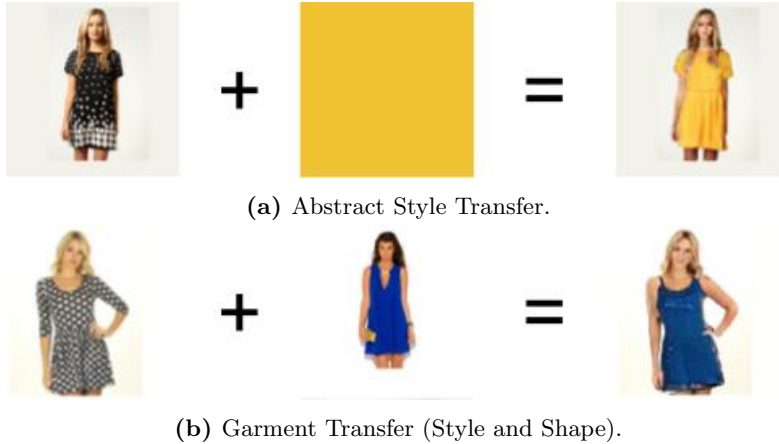 + =
(a) Abstract Style Transfer.
+ =
(b) Garment Transfer (Style and Shape).